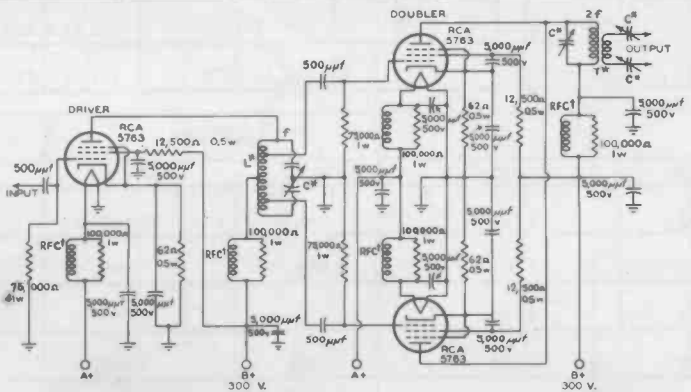 DOUBLER
RCA
5763
2f
C*
C*
OUTPUT
C*
T*
5,000μμf
500v
500μμf
DRIVER
RCA
5763
12,500Ω
0.5w
f
5,000μμf
500v
L*
C*
500μμf
INPUT
75,000Ω
1w
5,000μμf
500v
RFC†
100,000Ω
1w
5,000μμf
500v
62Ω
0.5w
12,500Ω
0.5w
RFC†
100,000Ω
1w
5,000μμf
500v
5,000μμf
500v
5,000μμf
500v
100,000Ω
1w
RFC†
75,000Ω
1w
75,000Ω
1w
5,000μμf
500v
5,000μμf
500v
5,000μμf
500v
62Ω
0.5w
100,000Ω
1w
RFC†
100,000Ω
1w
RFC†
5,000μμf
500v
62Ω
0.5w
12,500Ω
0.5w
5,000μμf
500v
5,000μμf
500v
5,000μμf
500v
500μμf
RCA
5763
A+
B+
300 V.
A+
B+
300 V.